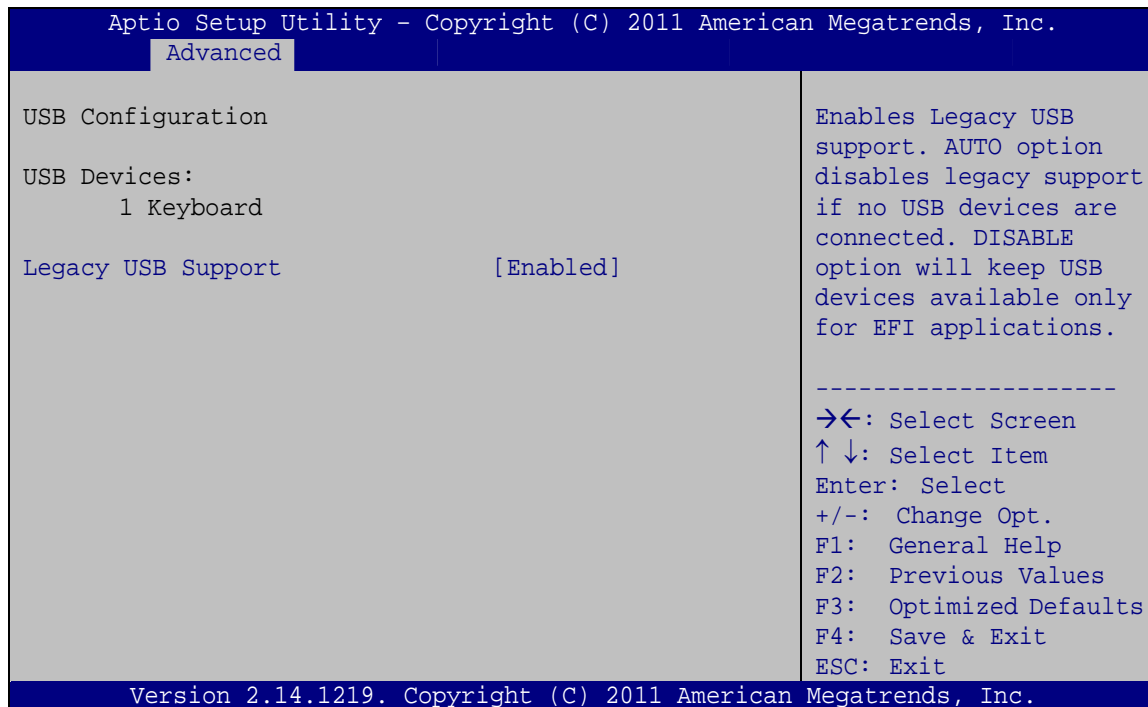 Aptio Setup Utility – Copyright (C) 2011 American Megatrends, Inc.
Advanced
USB Configuration
USB Devices:
1 Keyboard
Legacy USB Support [Enabled]
Enables Legacy USB
support. AUTO option
disables legacy support
if no USB devices are
connected. DISABLE
option will keep USB
devices available only
for EFI applications.
---------------------
→←: Select Screen
↑ ↓: Select Item
Enter: Select
+/-: Change Opt.
F1: General Help
F2: Previous Values
F3: Optimized Defaults
F4: Save & Exit
ESC: Exit
Version 2.14.1219. Copyright (C) 2011 American Megatrends, Inc.